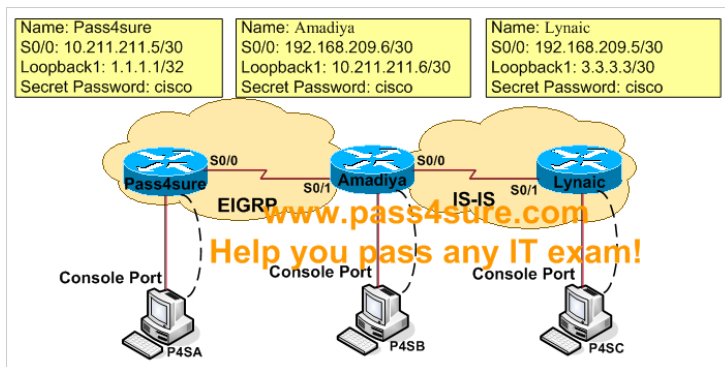 Name: Pass4sure
S0/0: 10.211.211.5/30
Loopback1: 1.1.1.1/32
Secret Password: cisco
Name: Amadiya
S0/0: 192.168.209.6/30
Loopback1: 10.211.211.6/30
Secret Password: cisco
Name: Lynaic
S0/0: 192.168.209.5/30
Loopback1: 3.3.3.3/30
Secret Password: cisco
Pass4sure
S0/0
S0/1
Amadiya
S0/0
S0/1
Lynaic
EIGRP
IS-IS
www.pass4sure.com
Help you pass any IT exam!
Console Port
Console Port
Console Port
P4SA
P4SB
P4SC